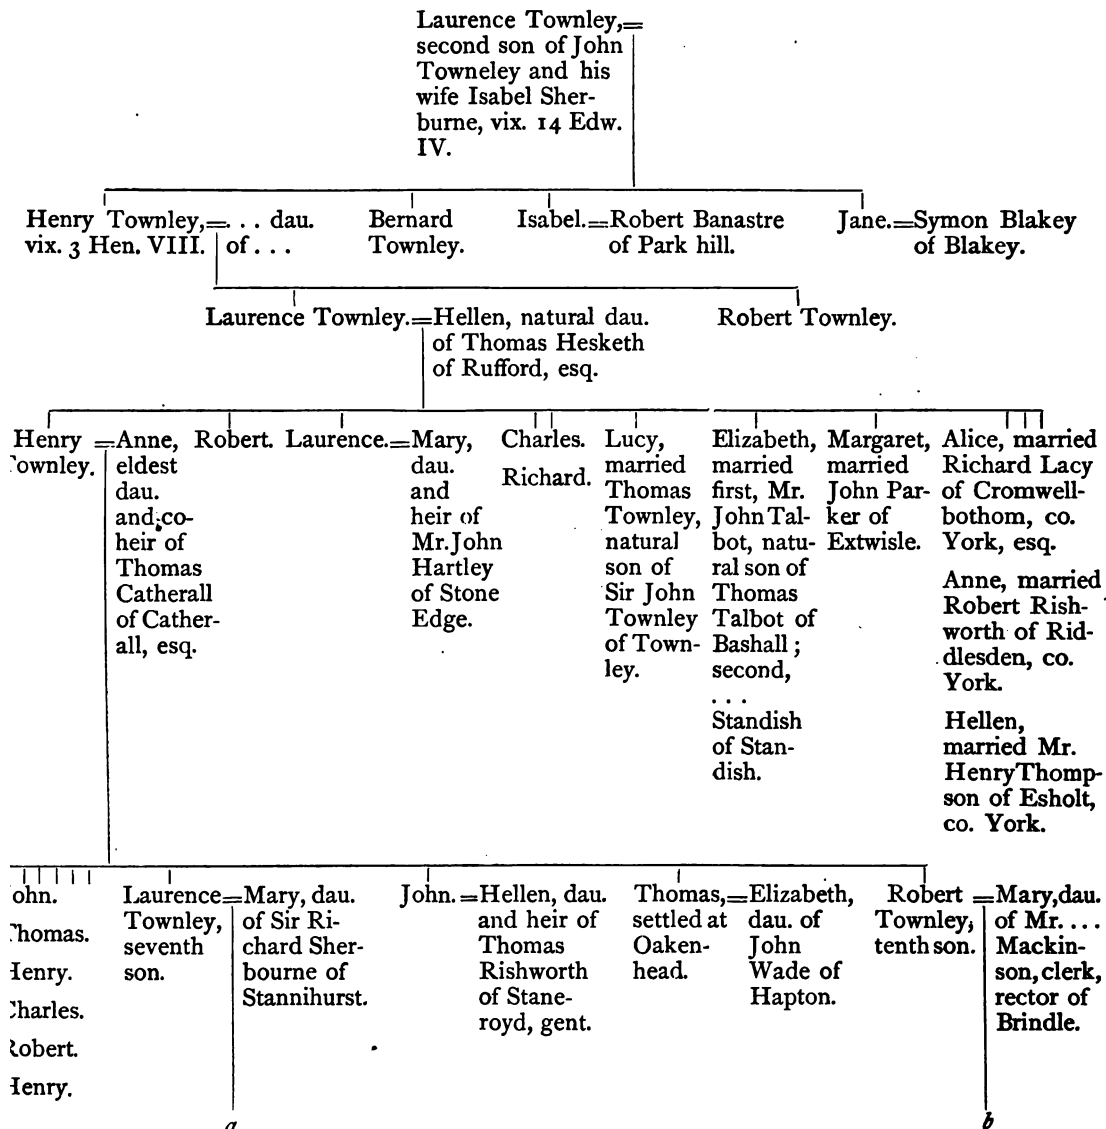 Laurence Townley,=
second son of John
Towneley and his
wife Isabel Sher-
burne, vix. 14 Edw.
IV.
Henry Townley,=. . . dau.
vix. 3 Hen. VIII. of . . .
Bernard
Townley.
Isabel.=Robert Banastre
of Park hill.
Jane.=Symon Blakey
of Blakey.
Laurence Townley.=Hellen, natural dau.
of Thomas Hesketh
of Rufford, esq.
Robert Townley.
Henry
Townley.
=Anne,
eldest
dau.
and co-
heir of
Thomas
Catherall
of Cather-
all, esq.
Robert.
Laurence.=Mary,
dau.
and
heir of
Mr. John
Hartley
of Stone
Edge.
Charles.
Richard.
Lucy,
married
Thomas
Townley,
natural
son of
Sir John
Townley
of Town-
ley.
Elizabeth,
married
first, Mr.
John Tal-
bot, natu-
ral son of
Thomas
Talbot of
Bashall ;
second,
. . .
Standish
of Stan-
dish.
Margaret,
married
John Par-
ker of
Extwisle.
Alice, married
Richard Lacy
of Cromwell-
bothom, co.
York, esq.
Anne, married
Robert Rish-
worth of Rid-
dlesden, co.
York.
Hellen,
married Mr.
Henry Thomp-
son of Esholt,
co. York.
ohn.
Thomas.
Henry.
Charles.
Robert.
Henry.
Laurence
Townley,
seventh
son.
=Mary, dau.
of Sir Ri-
chard Sher-
bourne of
Stannihurst.
John.=Hellen, dau.
and heir of
Thomas
Rishworth
of Stane-
royd, gent.
Thomas,
settled at
Oaken-
head.
=Elizabeth,
dau. of
John
Wade of
Hapton.
Robert
Townley,
tenth son.
=Mary, dau.
of Mr. . . .
Mackin-
son, clerk,
rector of
Brindle.
a
b